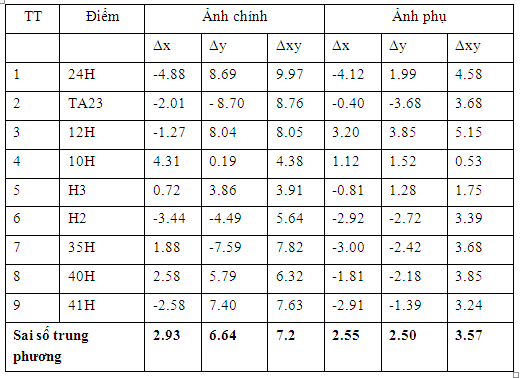 TT Điểm Ảnh chính Ảnh phụ
Δx Δy Δxy Δx Δy Δxy
1 24H -4.88 8.69 9.97 -4.12 1.99 4.58
2 TA23 -2.01 - 8.70 8.76 -0.40 -3.68 3.68
3 12H -1.27 8.04 8.05 3.20 3.85 5.15
4 10H 4.31 0.19 4.38 1.12 1.52 0.53
5 H3 0.72 3.86 3.91 -0.81 1.28 1.75
6 H2 -3.44 -4.49 5.64 -2.92 -2.72 3.39
7 35H 1.88 -7.59 7.82 -3.00 -2.42 3.68
8 40H 2.58 5.79 6.32 -1.81 -2.18 3.85
9 41H -2.58 7.40 7.63 -2.91 -1.39 3.24
Sai số trung 2.93 6.64 7.2 2.55 2.50 3.57
phương